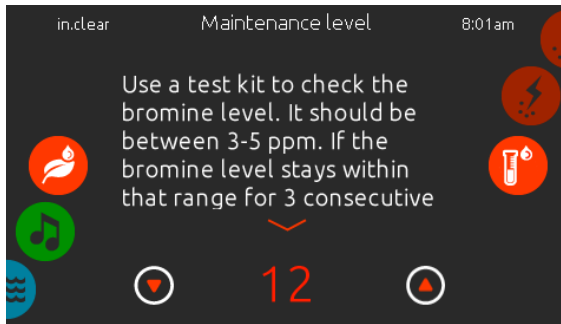 in.clear
Maintenance level
8:01am
Use a test kit to check the
bromine level. It should be
between 3-5 ppm. If the
bromine level stays within
that range for 3 consecutive
12